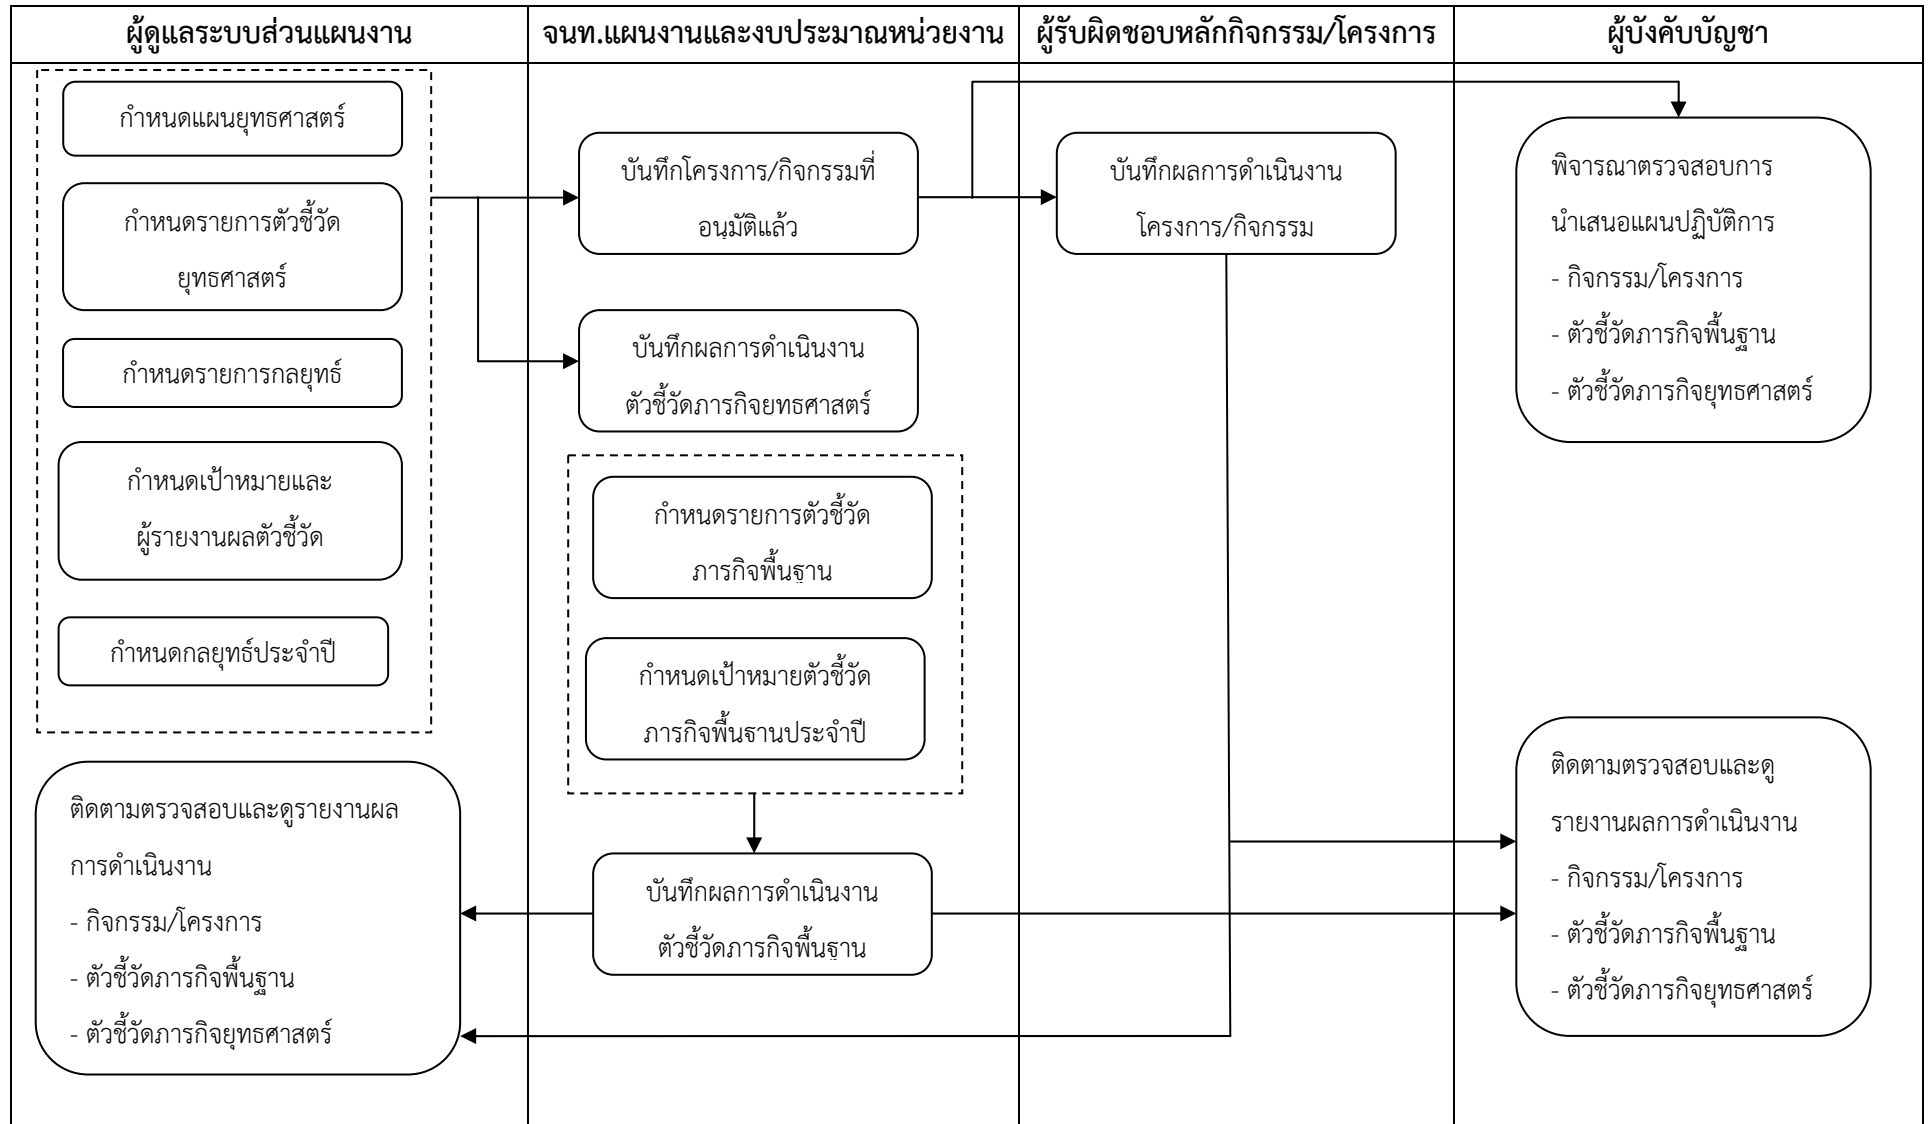 ผู้ดูแลระบบส่วนแผนงาน
จนท.แผนงานและงบประมาณหน่วยงาน
ผู้รับผิดชอบหลักกิจกรรม/โครงการ
ผู้บังคับบัญชา
กำหนดแผนยุทธศาสตร์
กำหนดรายการตัวชี้วัด
ยุทธศาสตร์
กำหนดรายการกลยุทธ์
กำหนดเป้าหมายและ
ผู้รายงานผลตัวชี้วัด
กำหนดกลยุทธ์ประจำปี
ติดตามตรวจสอบและดูรายงานผล
การดำเนินงาน
- กิจกรรม/โครงการ
- ตัวชี้วัดภารกิจพื้นฐาน
- ตัวชี้วัดภารกิจยุทธศาสตร์
บันทึกโครงการ/กิจกรรมที่
อนุมัติแล้ว
บันทึกผลการดำเนินงาน
ตัวชี้วัดภารกิจยุทธศาสตร์
กำหนดรายการตัวชี้วัด
ภารกิจพื้นฐาน
กำหนดเป้าหมายตัวชี้วัด
ภารกิจพื้นฐานประจำปี
บันทึกผลการดำเนินงาน
ตัวชี้วัดภารกิจพื้นฐาน
บันทึกผลการดำเนินงาน
โครงการ/กิจกรรม
พิจารณาตรวจสอบการ
นำเสนอแผนปฏิบัติการ
- กิจกรรม/โครงการ
- ตัวชี้วัดภารกิจพื้นฐาน
- ตัวชี้วัดภารกิจยุทธศาสตร์
ติดตามตรวจสอบและดู
รายงานผลการดำเนินงาน
- กิจกรรม/โครงการ
- ตัวชี้วัดภารกิจพื้นฐาน
- ตัวชี้วัดภารกิจยุทธศาสตร์